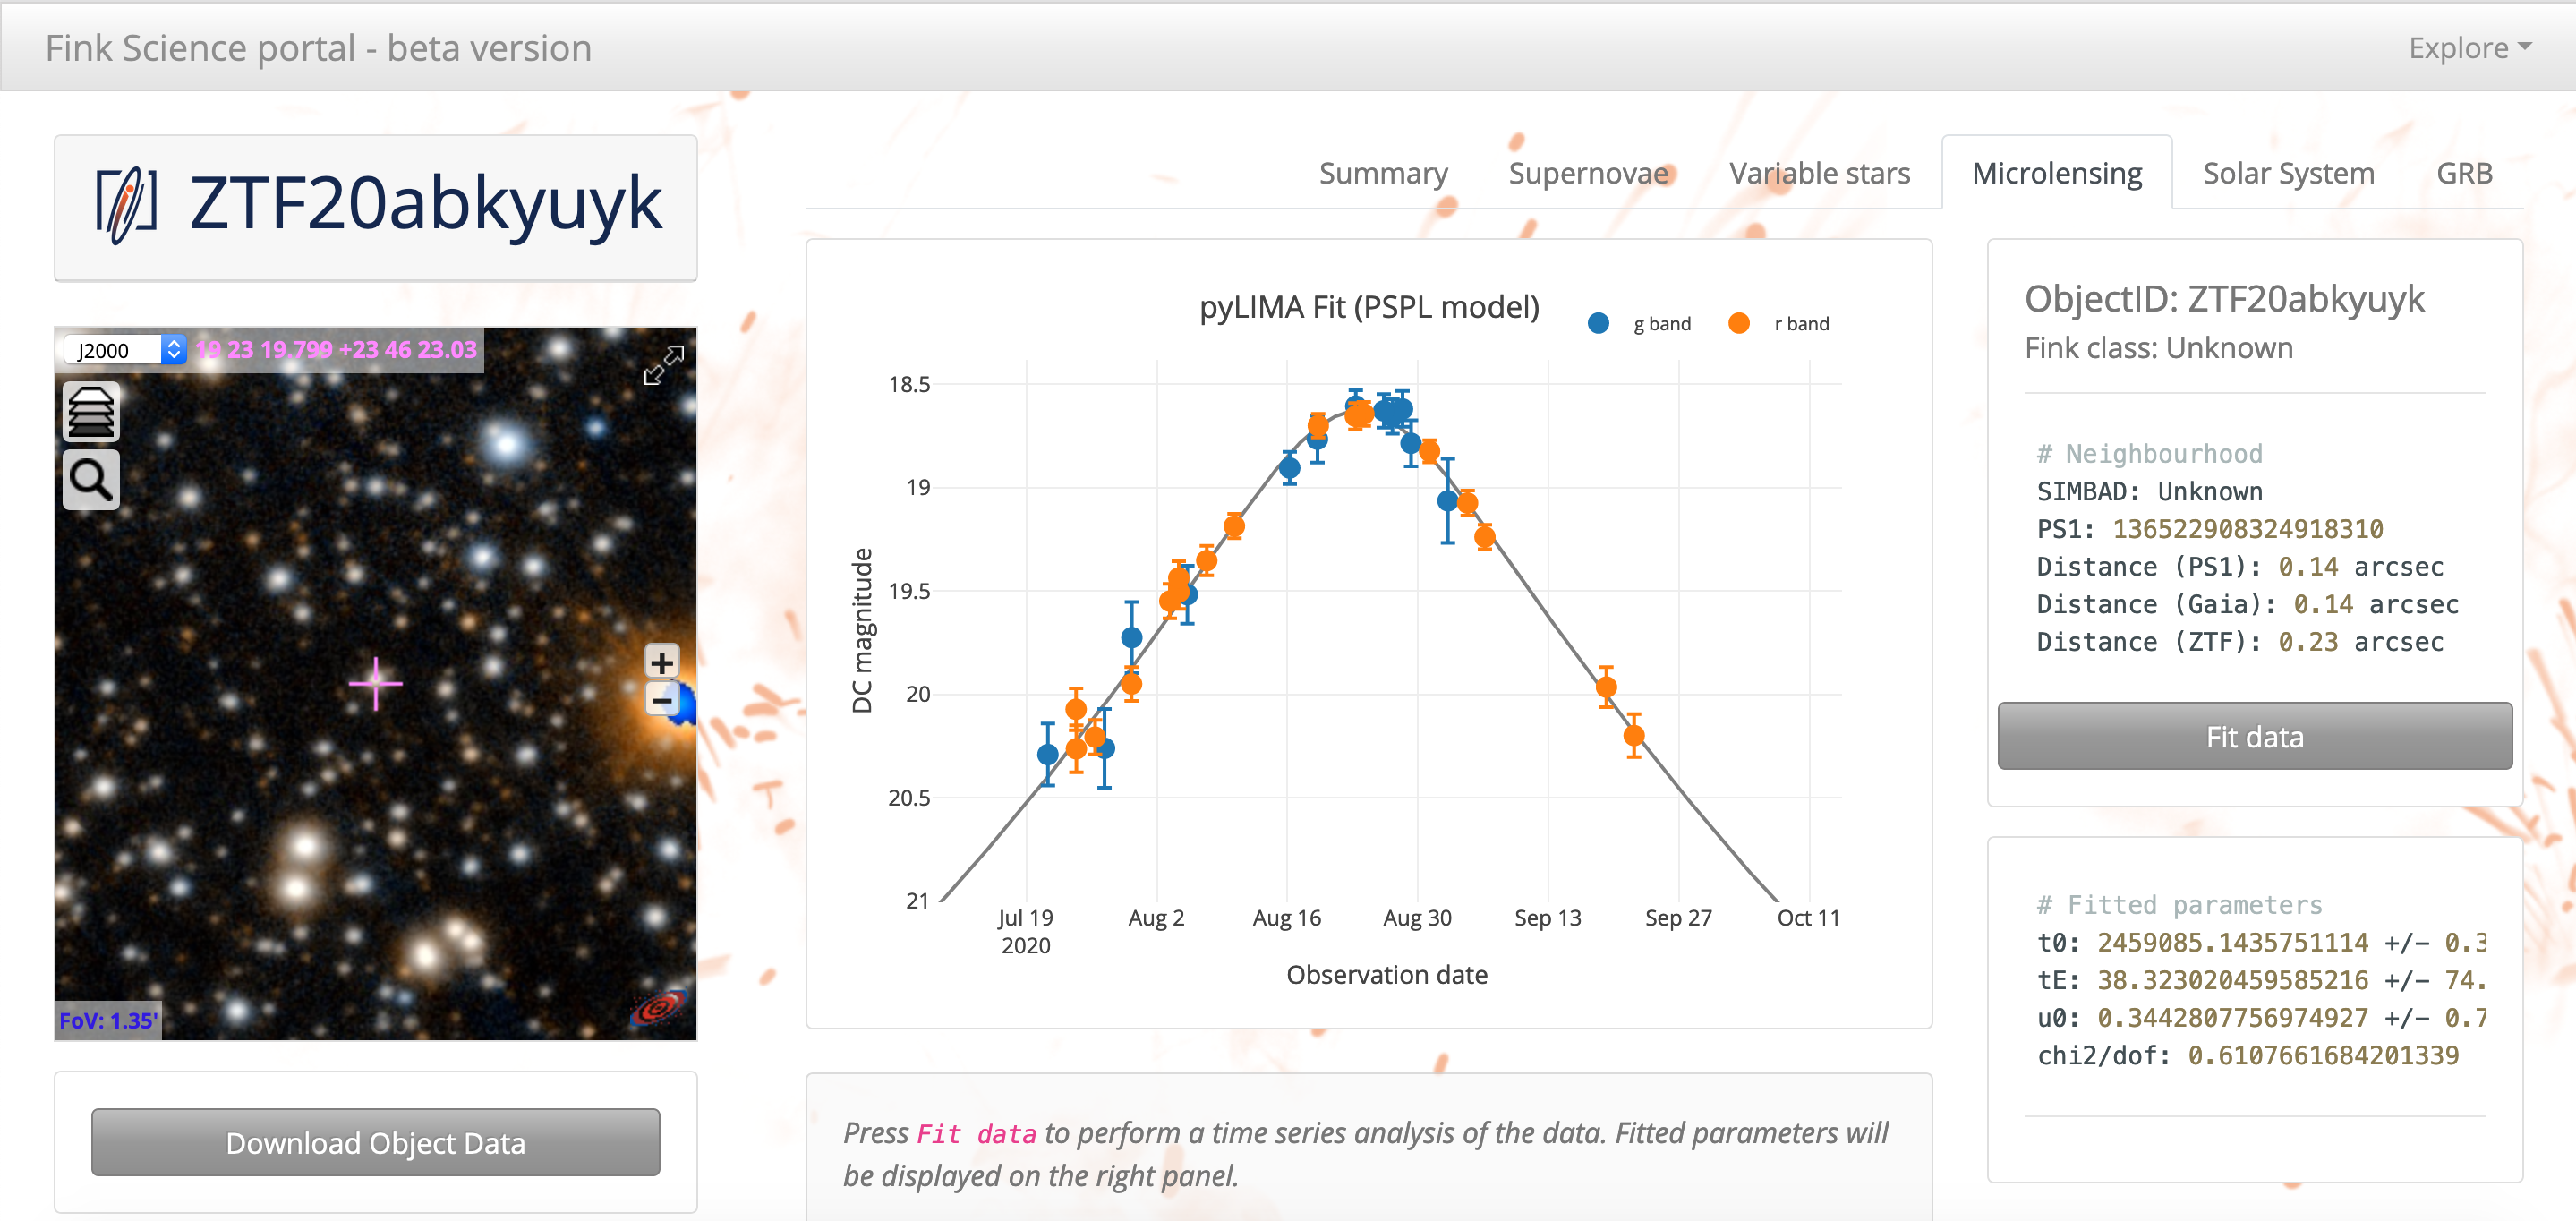 Fink Science portal - beta version
Explore
ZTF20abkyuyk
J2000
19 23 19.799 +23 46 23.03
+
−
FoV: 1.35'
Download Object Data
Summary
Supernovae
Variable stars
Microlensing
Solar System
GRB
pyLIMA Fit (PSPL model)
g band
r band
DC magnitude
18.5
19
19.5
20
20.5
21
Jul 19
2020
Aug 2
Aug 16
Aug 30
Sep 13
Sep 27
Oct 11
Observation date
Press Fit data to perform a time series analysis of the data. Fitted parameters will
be displayed on the right panel.
ObjectID: ZTF20abkyuyk
Fink class: Unknown
# Neighbourhood
SIMBAD: Unknown
PS1: 136522908324918310
Distance (PS1): 0.14 arcsec
Distance (Gaia): 0.14 arcsec
Distance (ZTF): 0.23 arcsec
Fit data
# Fitted parameters
t0: 2459085.1435751114 +/- 0.3
tE: 38.323020459585216 +/- 74.
u0: 0.3442807756974927 +/- 0.7
chi2/dof: 0.6107661684201339